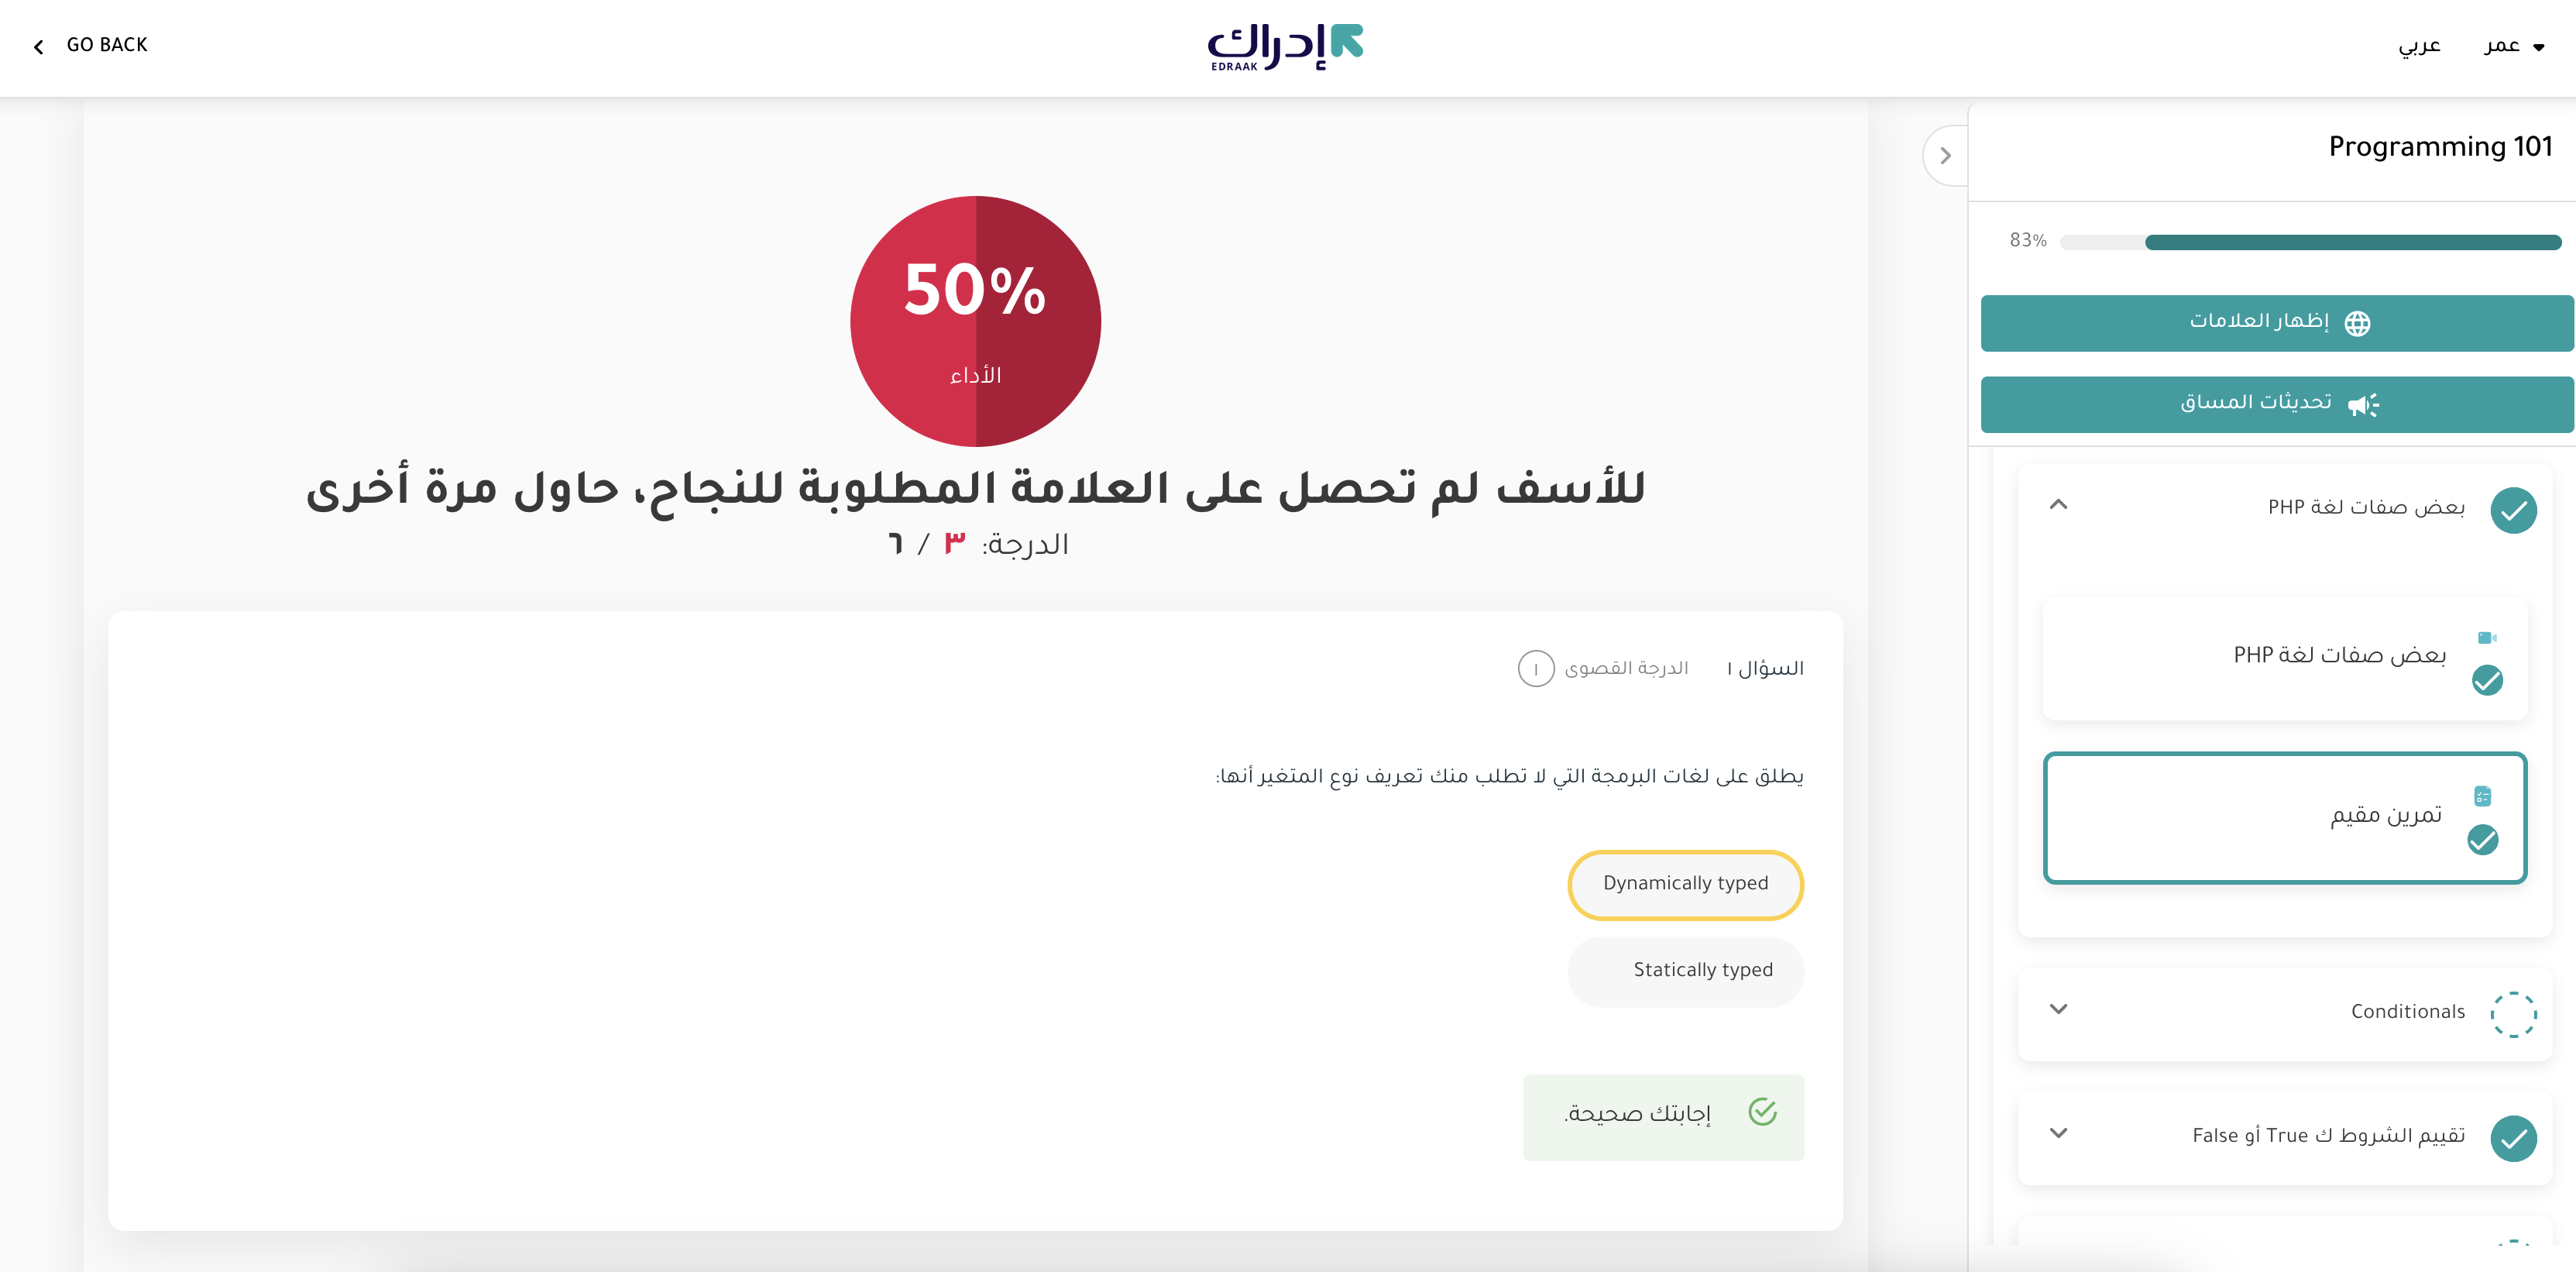 GO BACK
إدراك
EDRAAK
عربي
عمر
Programming 101
83%
إظهار العلامات
تحديثات المساق
بعض صفات لغة PHP
بعض صفات لغة PHP
تمرين مقيم
Conditionals
تقييم الشروط ك True أو False
50%
الأداء
للأسف لم تحصل على العلامة المطلوبة للنجاح، حاول مرة أخرى
الدرجة: ٣ / ٦
السؤال ١ الدرجة القصوى ١
يطلق على لغات البرمجة التي لا تطلب منك تعريف نوع المتغير أنها:
Dynamically typed
Statically typed
إجابتك صحيحة.